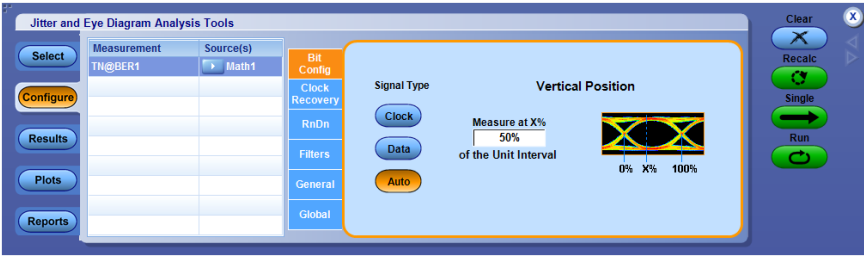 Jitter and Eye Diagram Analysis Tools
Select
Configure
Results
Plots
Reports
Measurement Source(s)
TN@BER1 Math1
Bit
Config
Clock
Recovery
RnDn
Filters
General
Global
Signal Type
Clock
Data
Auto
Vertical Position
Measure at X%
50%
of the Unit Interval
0% X% 100%
Clear
Recalc
Single
Run
X